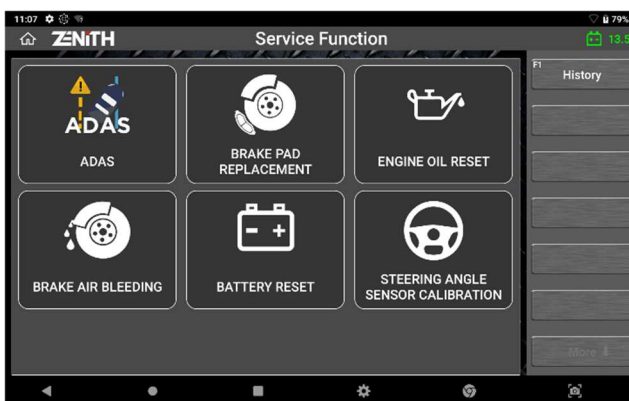 11:07
79%
ZENITH
Service Function
13.5
ADAS
ADAS
BRAKE PAD
REPLACEMENT
ENGINE OIL RESET
BRAKE AIR BLEEDING
BATTERY RESET
STEERING ANGLE
SENSOR CALIBRATION
F1
History
More